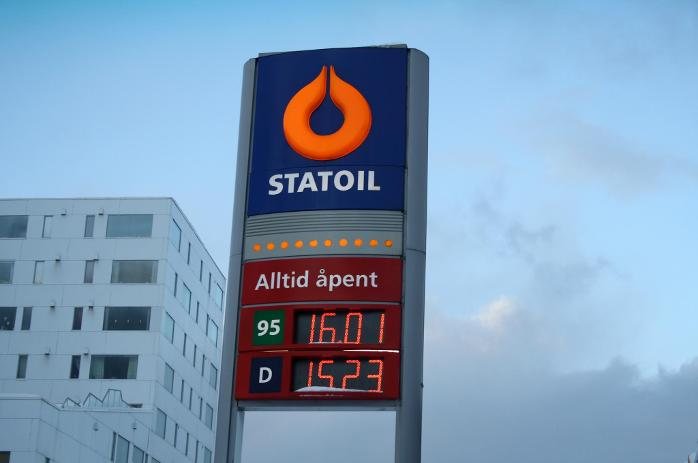 STATOIL
Alltid åpent
95 16.01
D 15.23